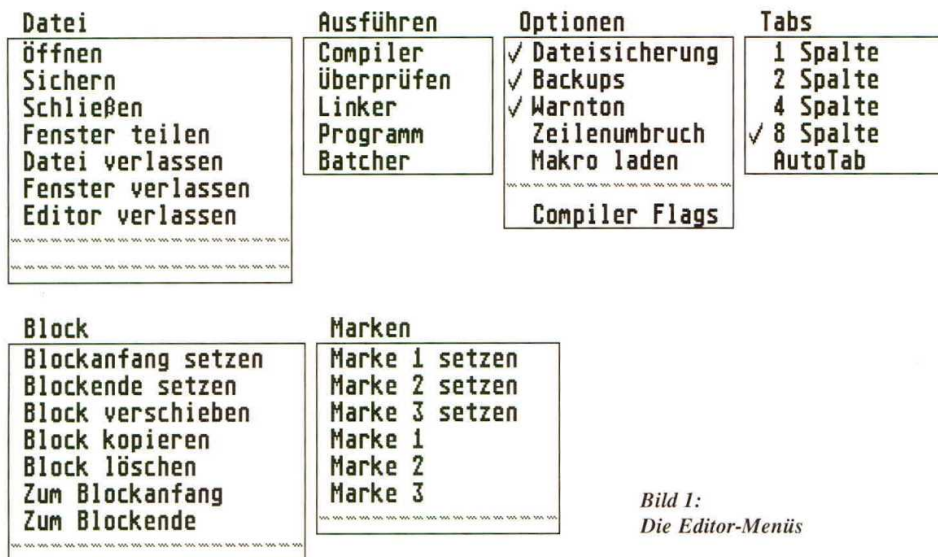 Datei
Öffnen
Sichern
Schließen
Fenster teilen
Datei verlassen
Fenster verlassen
Editor verlassen
Ausführen
Compiler
Überprüfen
Linker
Programm
Batcher
Optionen
√ Dateisicherung
√ Backups
√ Warnton
Zeilenumbruch
Makro laden
Compiler Flags
Tabs
1 Spalte
2 Spalte
4 Spalte
√ 8 Spalte
AutoTab
Block
Blockanfang setzen
Blockende setzen
Block verschieben
Block kopieren
Block löschen
Zum Blockanfang
Zum Blockende
Marken
Marke 1 setzen
Marke 2 setzen
Marke 3 setzen
Marke 1
Marke 2
Marke 3
Bild 1:
Die Editor-Menüs